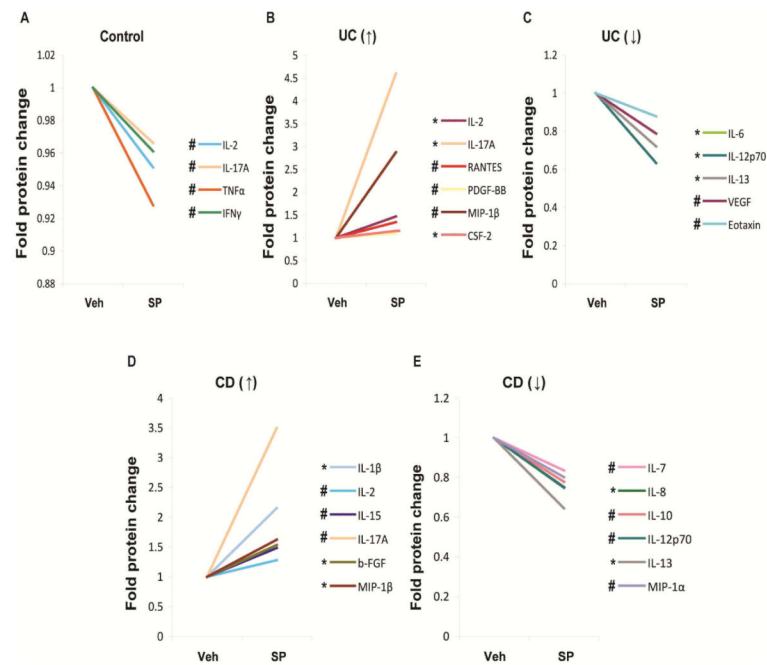 A
Control
Fold protein change
1.02
1
0.98
0.96
0.94
0.92
0.9
0.88
Veh
SP
# IL-2
# IL-17A
# TNFα
# IFNγ
B
UC (↑)
Fold protein change
5
4.5
4
3.5
3
2.5
2
1.5
1
0.5
0
Veh
SP
* IL-2
* IL-17A
# RANTES
# PDGF-BB
# MIP-1β
* CSF-2
C
UC (↓)
Fold protein change
1.2
1
0.8
0.6
0.4
0.2
0
Veh
SP
* IL-6
* IL-12p70
* IL-13
# VEGF
# Eotaxin
D
CD (↑)
Fold protein change
4
3.5
3
2.5
2
1.5
1
0.5
0
Veh
SP
* IL-1β
# IL-2
# IL-15
# IL-17A
* b-FGF
* MIP-1β
E
CD (↓)
Fold protein change
1.2
1
0.8
0.6
0.4
0.2
0
Veh
SP
# IL-7
* IL-8
# IL-10
# IL-12p70
* IL-13
# MIP-1α